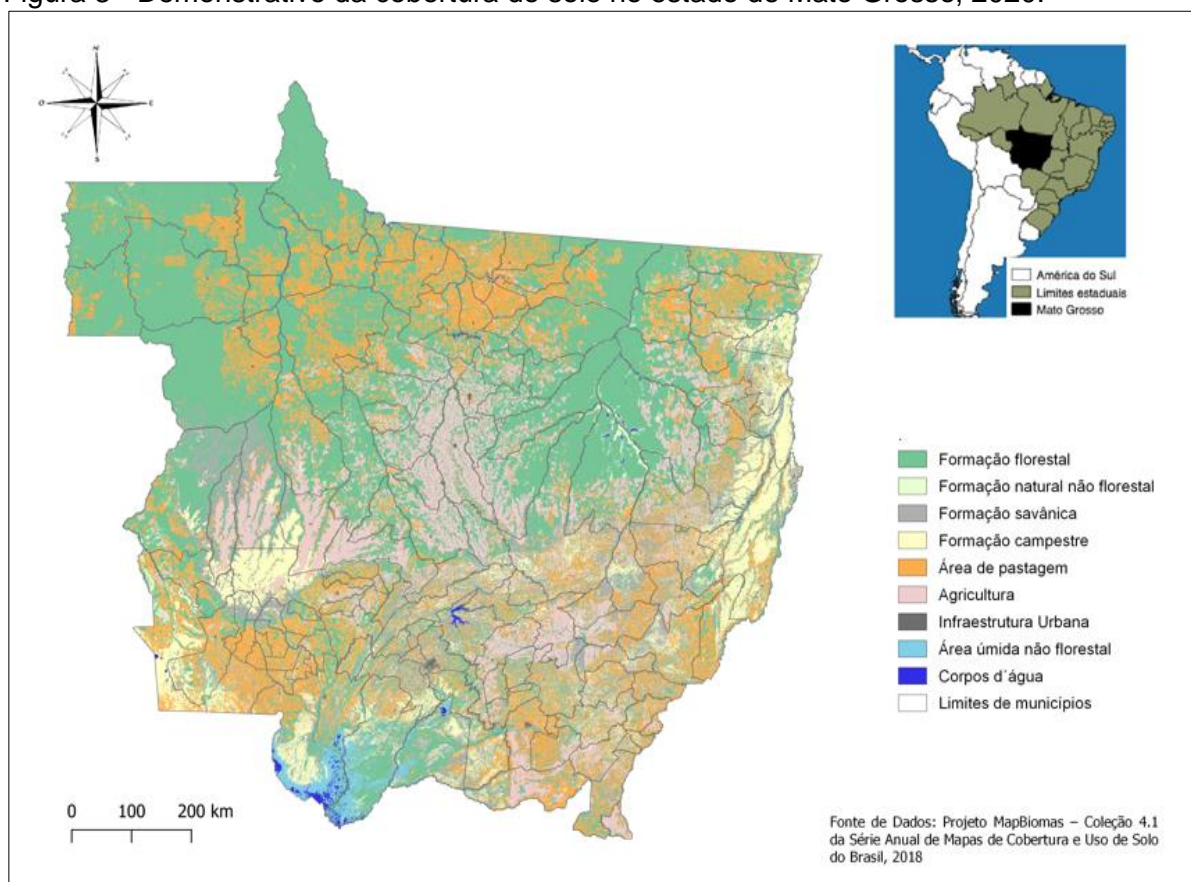 Figura 3 - Demonstrativo da cobertura do solo no estado de Mato Grosso, 2020.
N
O
E
S
América do Sul
Limites estaduais
Mato Grosso
Formação florestal
Formação natural não florestal
Formação savânica
Formação campestre
Área de pastagem
Agricultura
Infraestrutura Urbana
Área úmida não florestal
Corpos d´água
Limites de municípios
0 100 200 km
Fonte de Dados: Projeto MapBiomas – Coleção 4.1
da Série Anual de Mapas de Cobertura e Uso de Solo
do Brasil, 2018